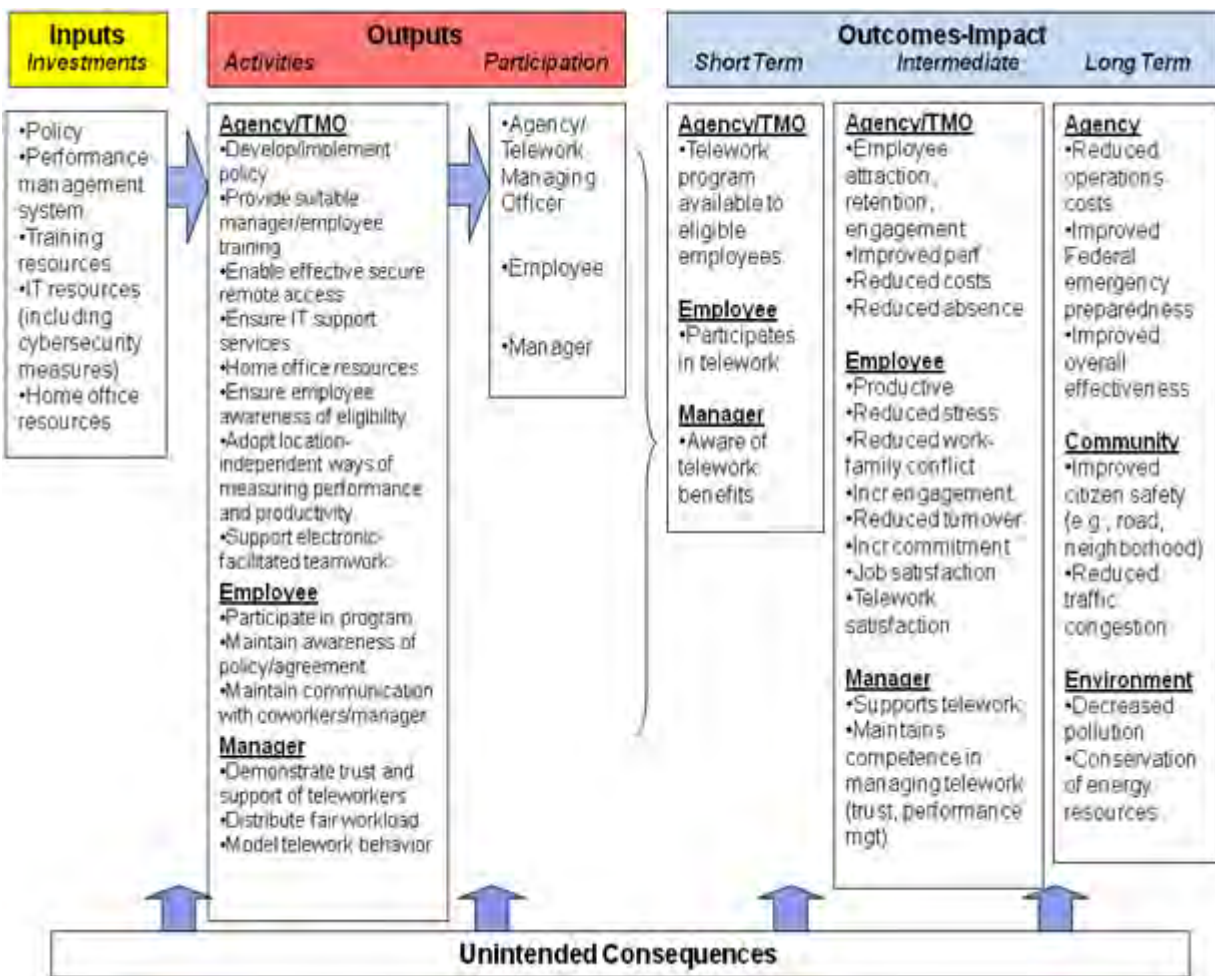 Inputs
Investments
Outputs
Activities
Participation
Outcomes-Impact
Short Term
Intermediate
Long Term
•Policy
•Performance
management
system
•Training
resources
•IT resources
(including
cybersecurity
measures)
•Home office
resources
Agency/TMO
•Develop/implement
policy
•Provide suitable
manager/employee
training
•Enable effective secure
remote access
•Ensure IT support
services
•Home office resources
•Ensure employee
awareness of eligibility
•Adopt location-
independent ways of
measuring performance
and productivity
•Support electronic-
facilitated teamwork
Employee
•Participate in program
•Maintain awareness of
policy/agreement
•Maintain communication
with coworkers/manager
Manager
•Demonstrate trust and
support of teleworkers
•Distribute fair workload
•Model telework behavior
•Agency/
Telework
Managing
Officer
•Employee
•Manager
Agency/TMO
•Telework
program
available to
eligible
employees
Employee
•Participates
in telework
Manager
•Aware of
telework
benefits
Agency/TMO
•Employee
attraction,
retention,
engagement
•Improved perf
•Reduced costs
•Reduced absence
Employee
•Productive
•Reduced stress
•Reduced work-
family conflict
•Incr engagement
•Reduced turnover
•Incr commitment
•Job satisfaction
•Telework
satisfaction
Manager
•Supports telework
•Maintains
competence in
managing telework
(trust, performance
mgt)
Agency
•Reduced
operations
costs
•Improved
Federal
emergency
preparedness
•Improved
overall
effectiveness
Community
•Improved
citizen safety
(e.g., road,
neighborhood)
•Reduced
traffic
congestion
Environment
•Decreased
pollution
•Conservation
of energy
resources
Unintended Consequences